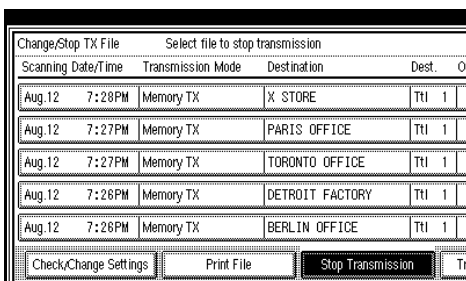 Change/Stop TX File Select file to stop transmission
Scanning Date/Time Transmission Mode Destination Dest.
Aug.12 7:28PM Memory TX X STORE Ttl 1
Aug.12 7:27PM Memory TX PARIS OFFICE Ttl 1
Aug.12 7:27PM Memory TX TORONTO OFFICE Ttl 1
Aug.12 7:26PM Memory TX DETROIT FACTORY Ttl 1
Aug.12 7:26PM Memory TX BERLIN OFFICE Ttl 1
Check/Change Settings Print File Stop Transmission